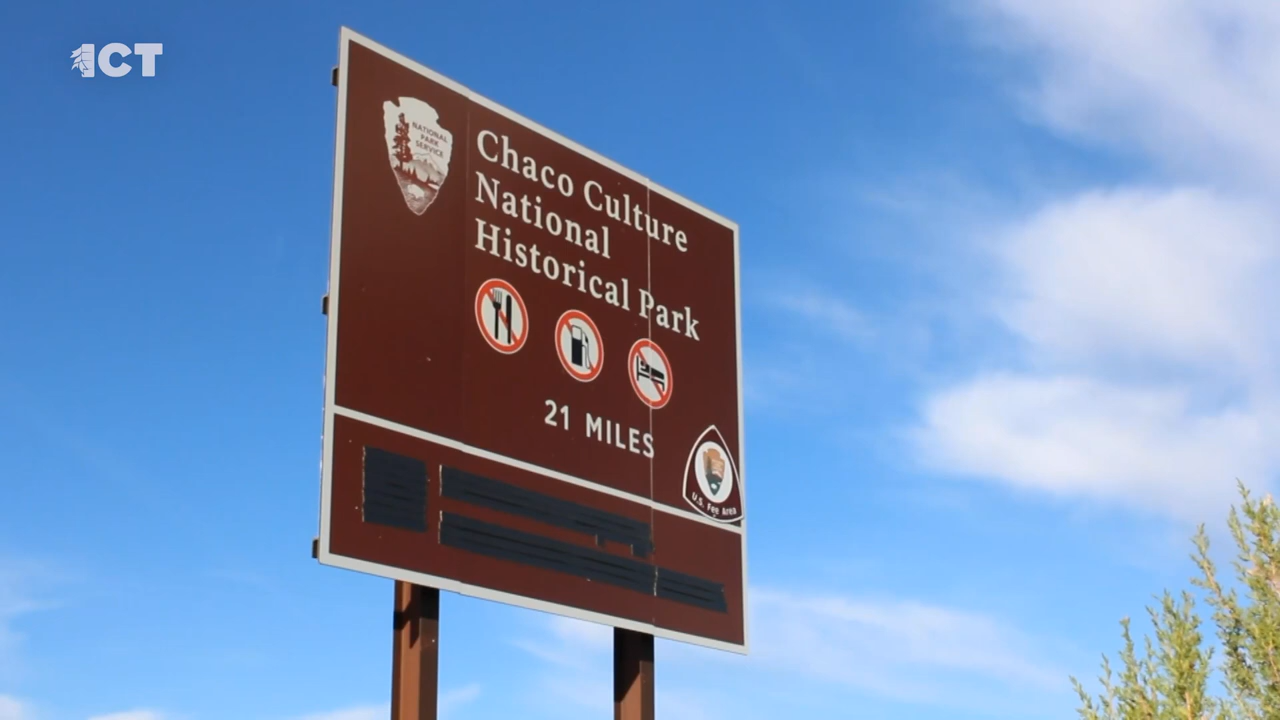 ICT
NATIONAL
PARK
SERVICE
Chaco Culture
National
Historical Park
21 MILES
U.S. Fee Area